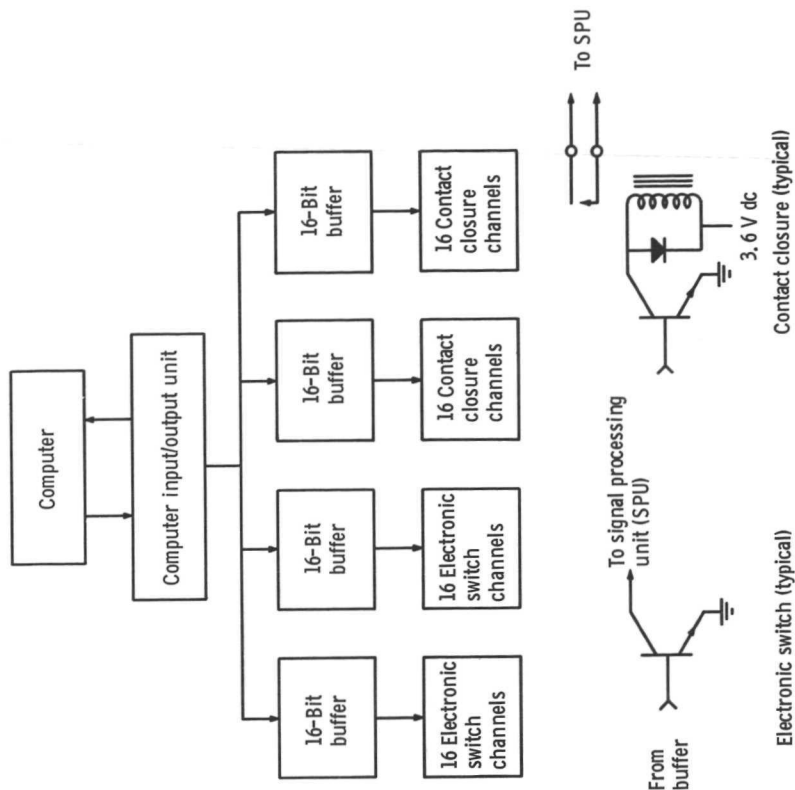 Computer
Computer input/output unit
16-Bit
buffer
16-Bit
buffer
16-Bit
buffer
16-Bit
buffer
16 Electronic
switch
channels
16 Electronic
switch
channels
16 Contact
closure
channels
16 Contact
closure
channels
From
buffer
To signal processing
unit (SPU)
Electronic switch (typical)
To SPU
3. 6 V dc
Contact closure (typical)